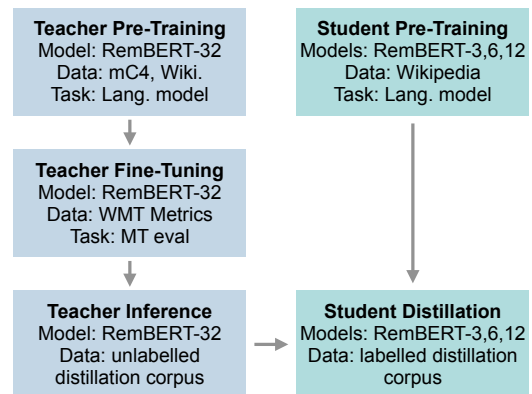 Teacher Pre-Training
Model: RemBERT-32
Data: mC4, Wiki.
Task: Lang. model
Student Pre-Training
Models: RemBERT-3,6,12
Data: Wikipedia
Task: Lang. model
Teacher Fine-Tuning
Model: RemBERT-32
Data: WMT Metrics
Task: MT eval
Teacher Inference
Model: RemBERT-32
Data: unlabelled
distillation corpus
Student Distillation
Models: RemBERT-3,6,12
Data: labelled distillation
corpus